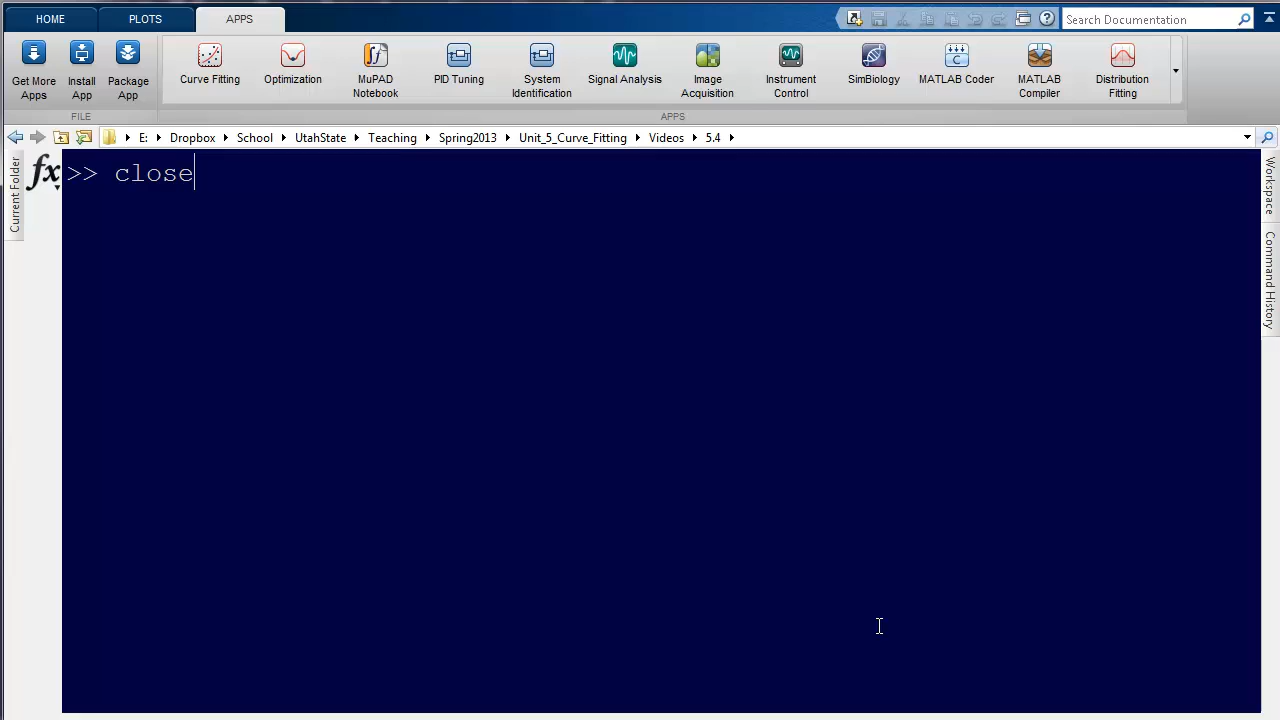 HOME PLOTS APPS
Search Documentation
Get More Apps
Install App
Package App
Curve Fitting
Optimization
MuPAD Notebook
PID Tuning
System Identification
Signal Analysis
Image Acquisition
Instrument Control
SimBiology
MATLAB Coder
MATLAB Compiler
Distribution Fitting
FILE APPS
E: Dropbox School UtahState Teaching Spring2013 Unit_5_Curve_Fitting Videos 5.4
Current Folder
fx >> close
Workspace
Command History